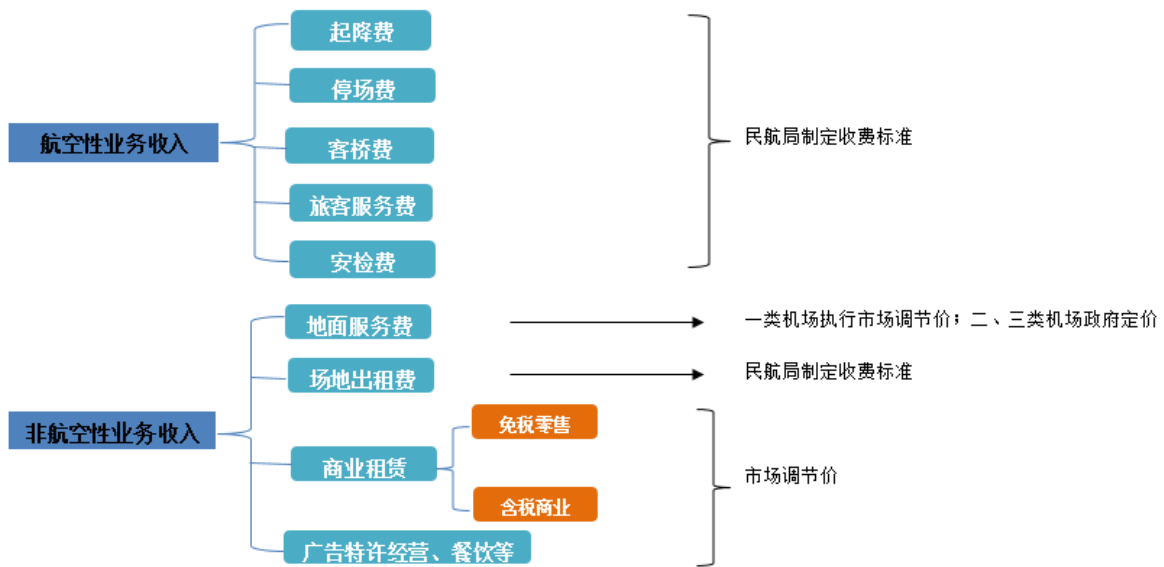 航空性业务收入
起降费
停场费
客桥费
旅客服务费
安检费
民航局制定收费标准
非航空性业务收入
地面服务费
一类机场执行市场调节价；二、三类机场政府定价
场地出租费
民航局制定收费标准
商业租赁
免税零售
含税商业
广告特许经营、餐饮等
市场调节价